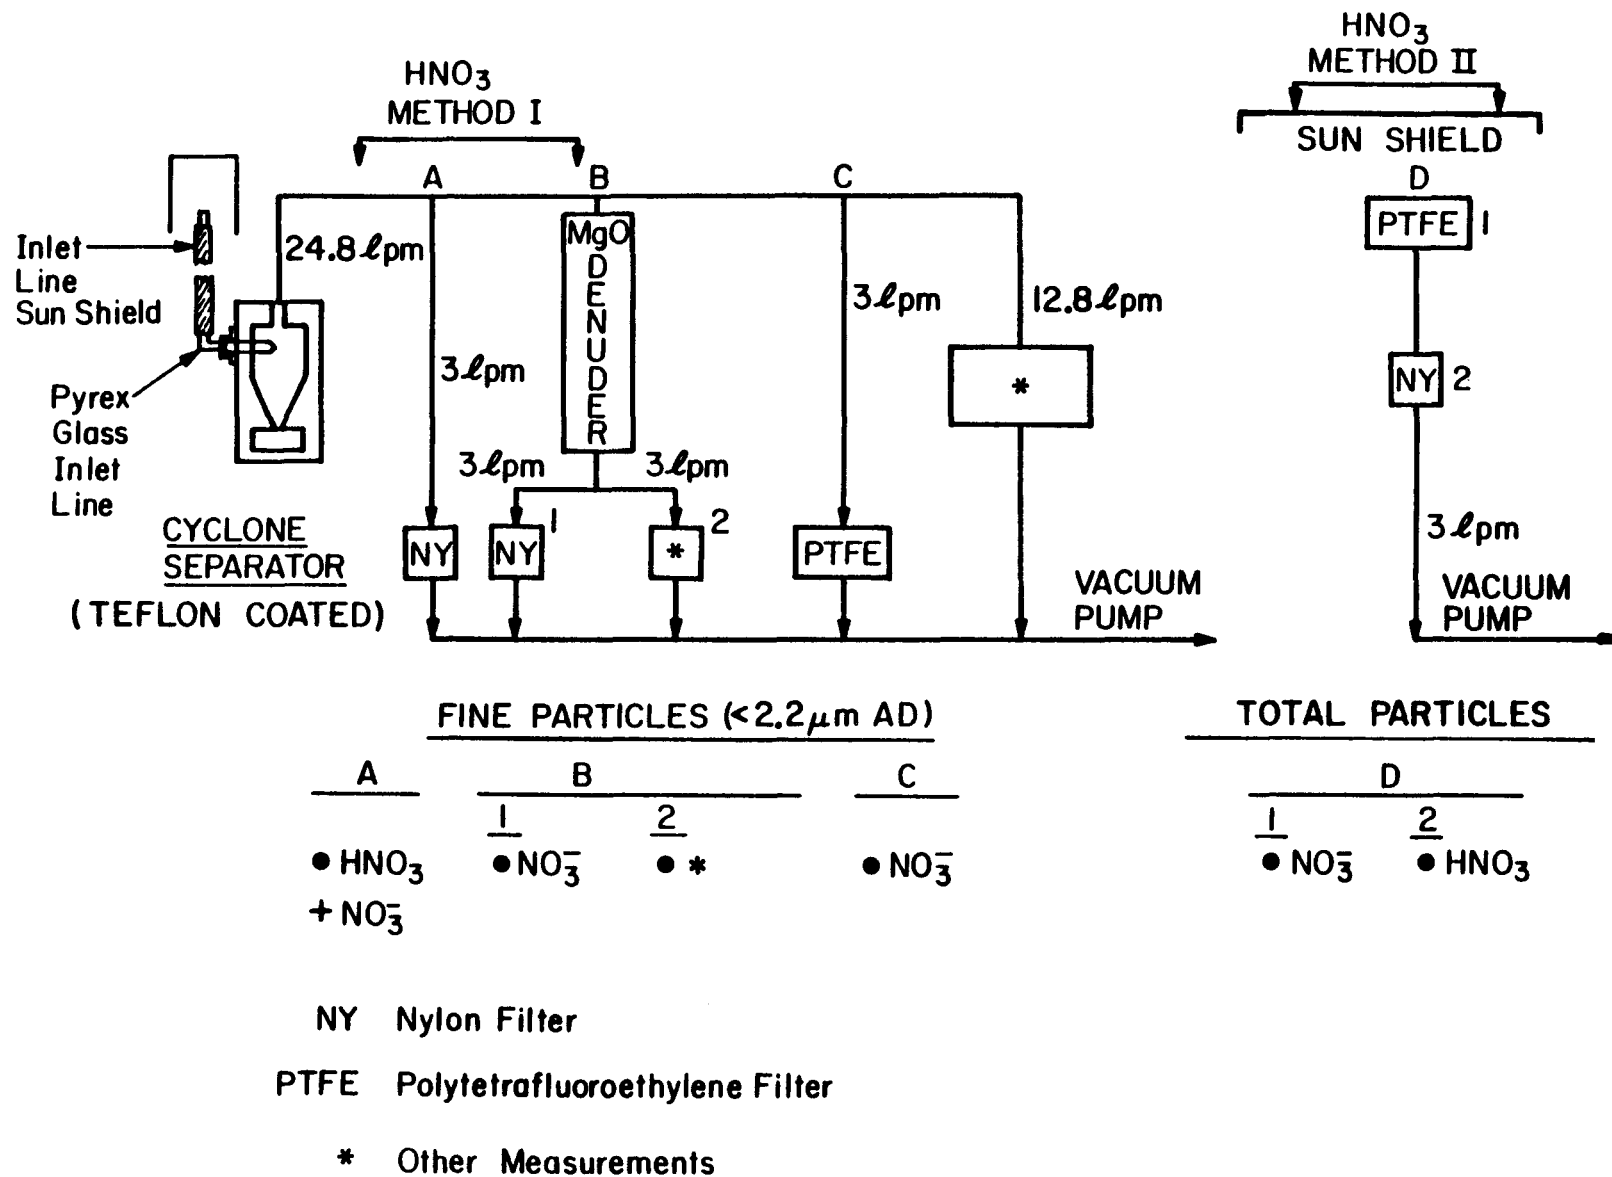 HNO3
METHOD I
HNO3
METHOD II
SUN SHIELD
A
B
C
D
Inlet
Line
Sun Shield
24.8 ℓpm
MgO
DENUDER
3 ℓpm
3 ℓpm
12.8 ℓpm
PTFE 1
*
NY 2
Pyrex
Glass
Inlet
Line
3 ℓpm
3 ℓpm
1
2
NY
NY
*
PTFE
3 ℓpm
CYCLONE
SEPARATOR
(TEFLON COATED)
VACUUM
PUMP
VACUUM
PUMP
FINE PARTICLES (<2.2μm AD)
TOTAL PARTICLES
A
B
C
D
1
2
1
2
● HNO3
+ NO3-
● NO3-
● *
● NO3-
● NO3-
● HNO3
NY Nylon Filter
PTFE Polytetrafluoroethylene Filter
* Other Measurements